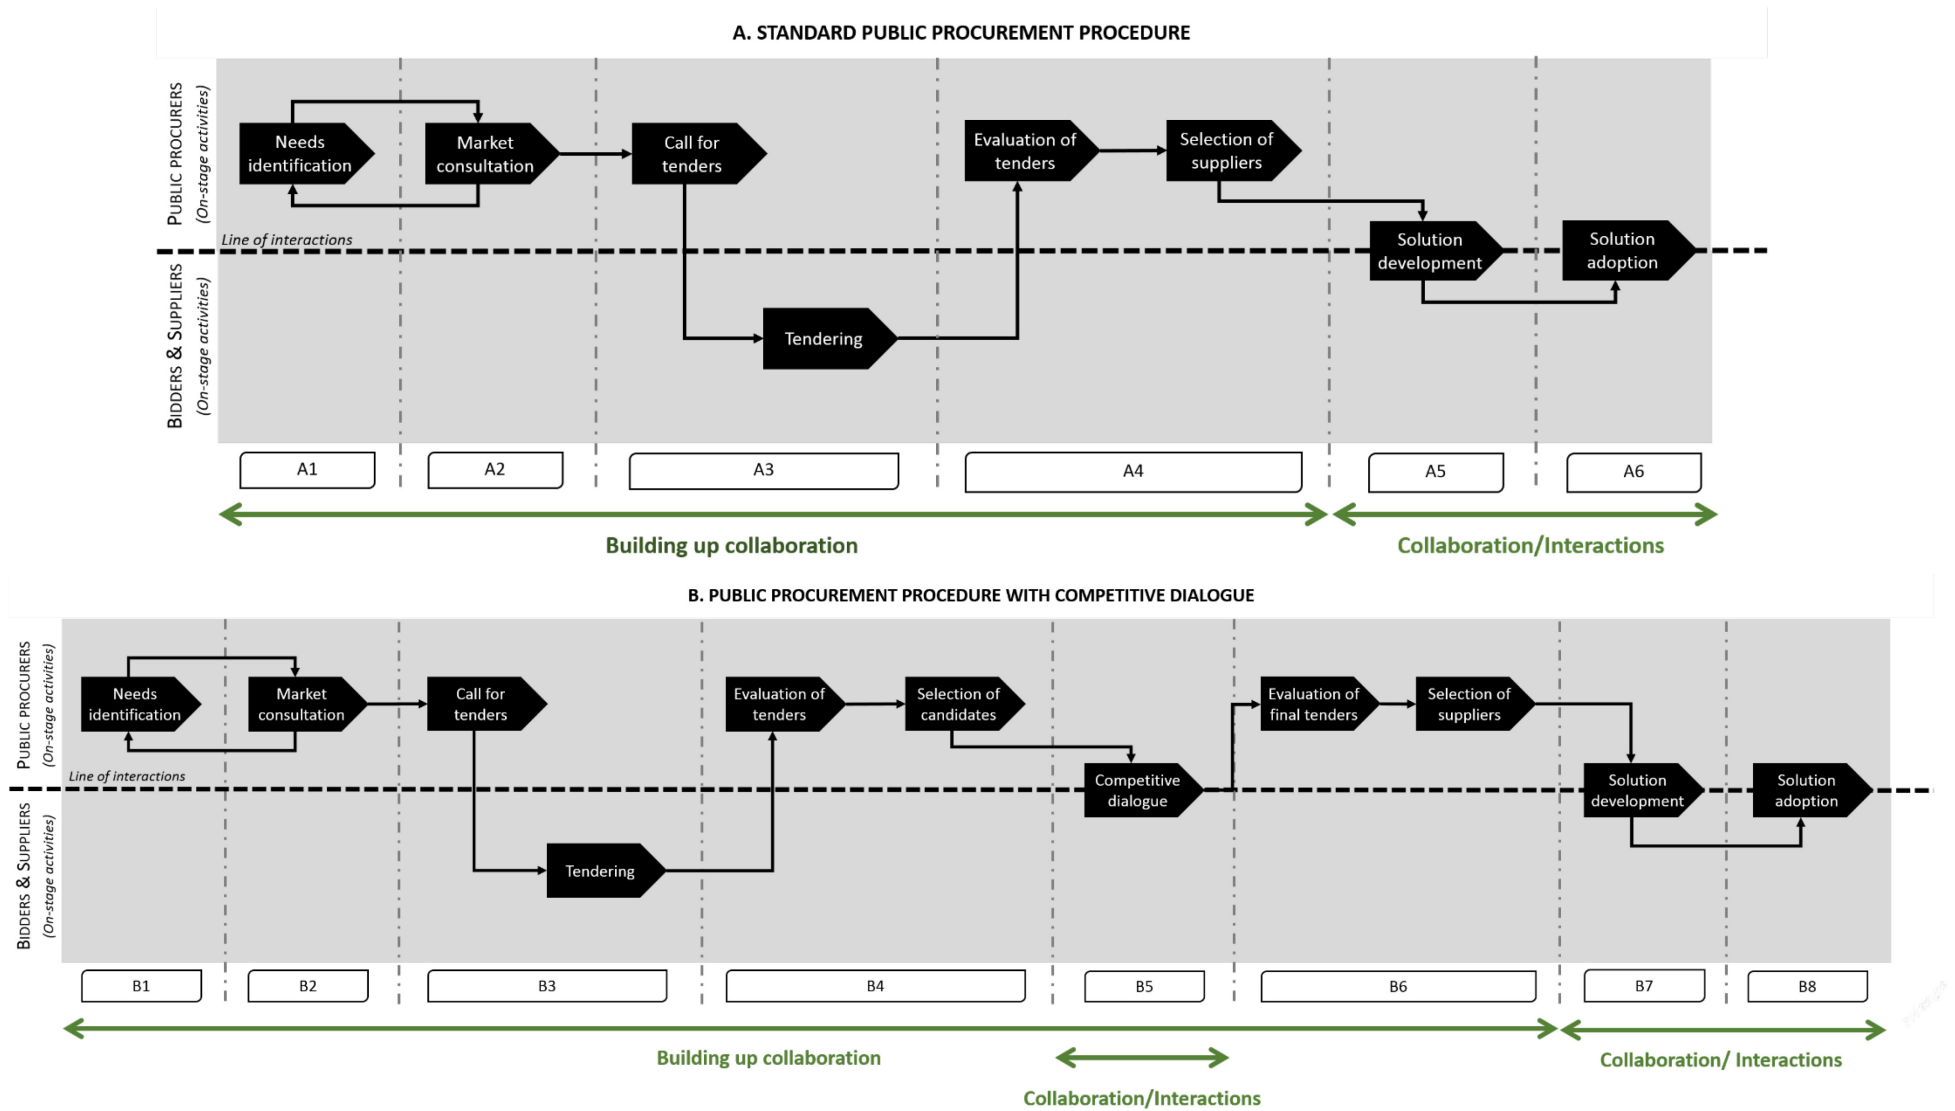 A. STANDARD PUBLIC PROCUREMENT PROCEDURE
PUBLIC PROCURERS
(On-stage activities)
Needs
identification
Market
consultation
Call for
tenders
Evaluation of
tenders
Selection of
suppliers
Line of interactions
Solution
development
Solution
adoption
BIDDERS & SUPPLIERS
(On-stage activities)
Tendering
A1
A2
A3
A4
A5
A6
Building up collaboration
Collaboration/Interactions
B. PUBLIC PROCUREMENT PROCEDURE WITH COMPETITIVE DIALOGUE
PUBLIC PROCURERS
(On-stage activities)
Needs
identification
Market
consultation
Call for
tenders
Evaluation of
tenders
Selection of
candidates
Evaluation of
final tenders
Selection of
suppliers
Line of interactions
Competitive
dialogue
Solution
development
Solution
adoption
BIDDERS & SUPPLIERS
(On-stage activities)
Tendering
B1
B2
B3
B4
B5
B6
B7
B8
Building up collaboration
Collaboration/ Interactions
Collaboration/Interactions